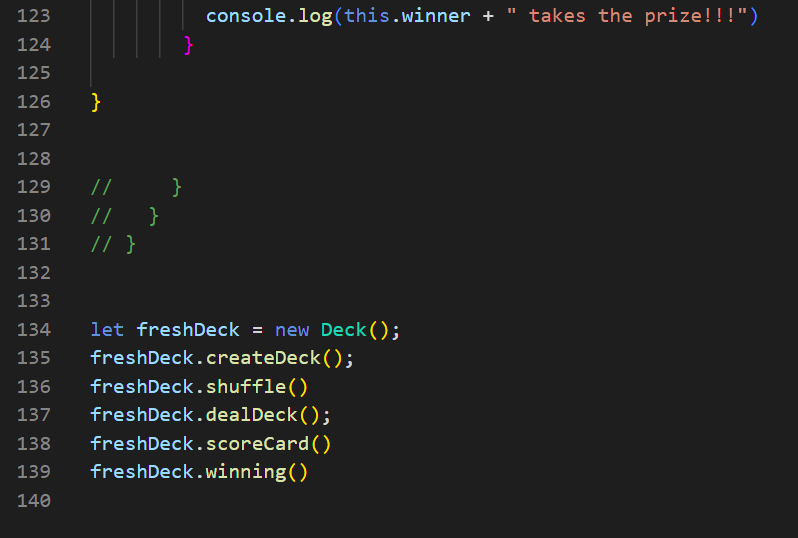 123 console.log(this.winner + " takes the prize!!!")
124 }
125
126 }
127
128
129 // }
130 // }
131 // }
132
133
134 let freshDeck = new Deck();
135 freshDeck.createDeck();
136 freshDeck.shuffle()
137 freshDeck.dealDeck();
138 freshDeck.scoreCard()
139 freshDeck.winning()
140